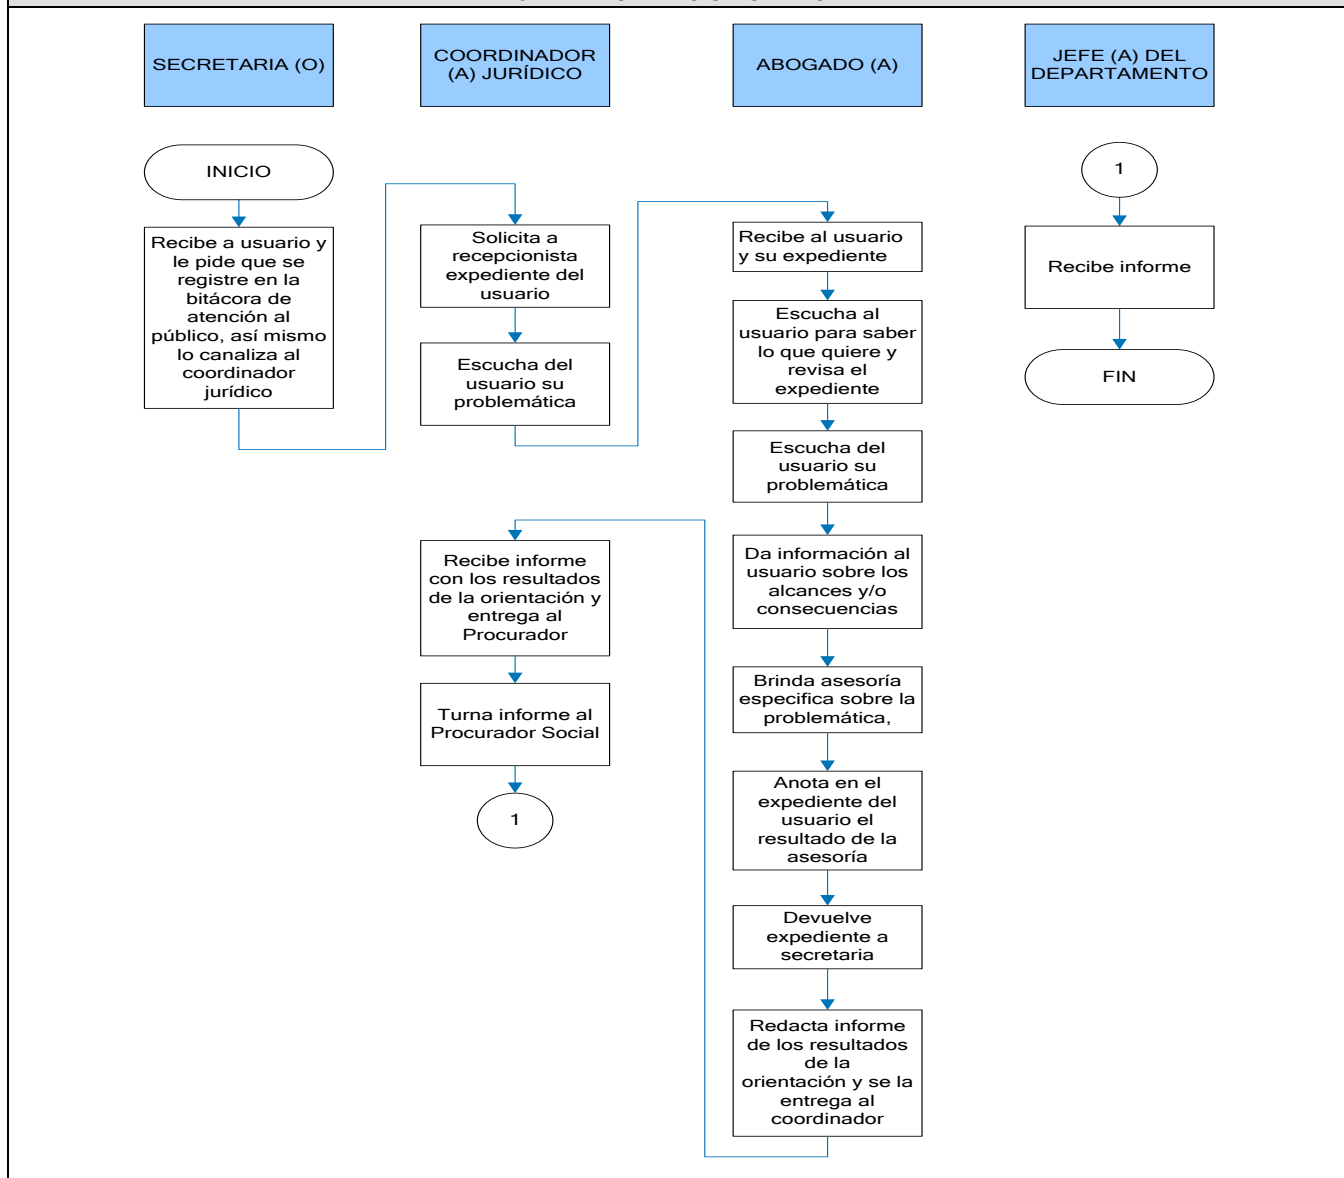 SECRETARIA (O)
COORDINADOR
(A) JURÍDICO
ABOGADO (A)
JEFE (A) DEL
DEPARTAMENTO
INICIO
Recibe a usuario y
le pide que se
registre en la
bitácora de
atención al
público, así mismo
lo canaliza al
coordinador
jurídico
Solicita a
recepcionista
expediente del
usuario
Escucha del
usuario su
problemática
Recibe al usuario
y su expediente
Escucha al
usuario para saber
lo que quiere y
revisa el
expediente
Escucha del
usuario su
problemática
Da información al
usuario sobre los
alcances y/o
consecuencias
Brinda asesoría
especifica sobre la
problemática,
Anota en el
expediente del
usuario el
resultado de la
asesoría
Devuelve
expediente a
secretaria
Redacta informe
de los resultados
de la
orientación y se la
entrega al
coordinador
Recibe informe
con los resultados
de la orientación y
entrega al
Procurador
Turna informe al
Procurador Social
1
1
Recibe informe
FIN